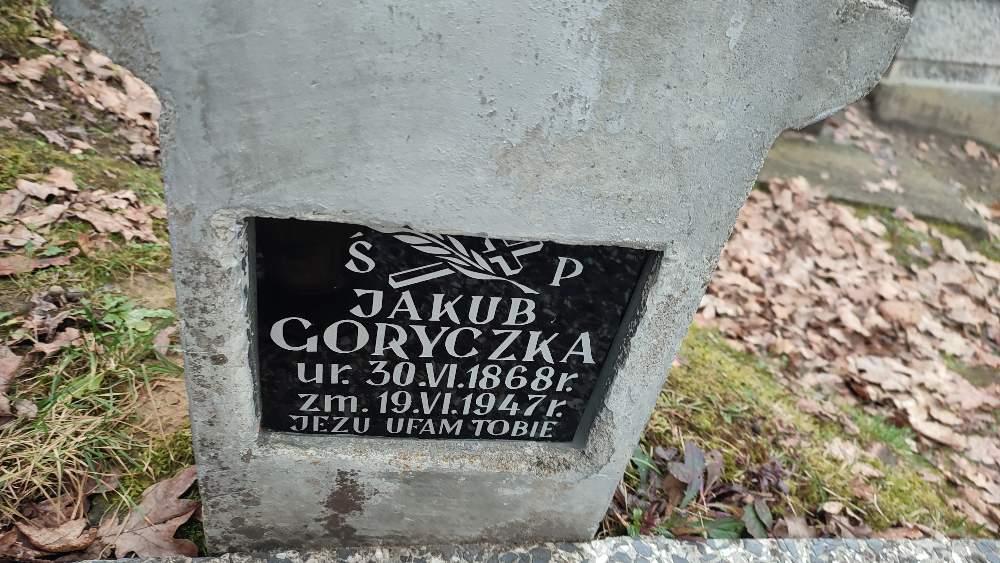 Ś P
JAKUB
GORYCZKA
ur. 30.VI.1868r.
zm. 19.VI.1947r.
JEZU UFAM TOBIE